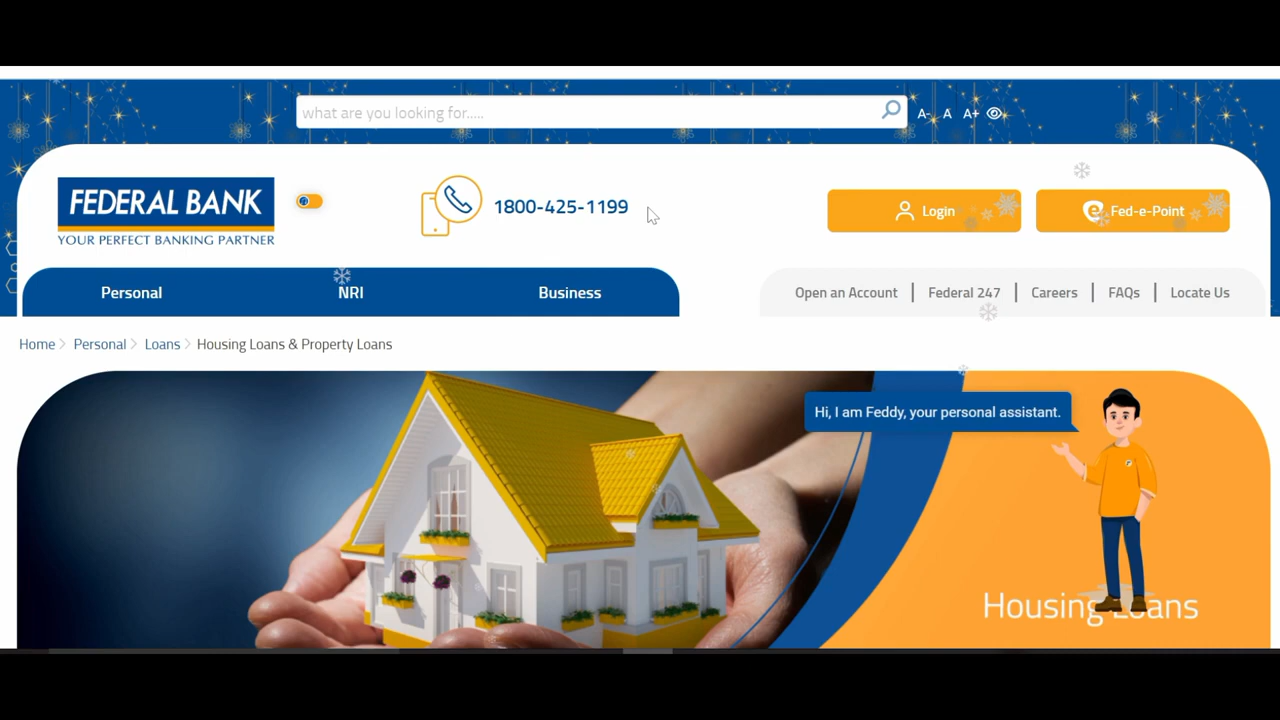 what are you looking for.....
A- A A+
FEDERAL BANK
YOUR PERFECT BANKING PARTNER
1800-425-1199
Login
e Fed-e-Point
Personal NRI Business
Open an Account | Federal 247 | Careers | FAQs | Locate Us
Home > Personal > Loans > Housing Loans & Property Loans
Hi, I am Feddy, your personal assistant.
Housing Loans